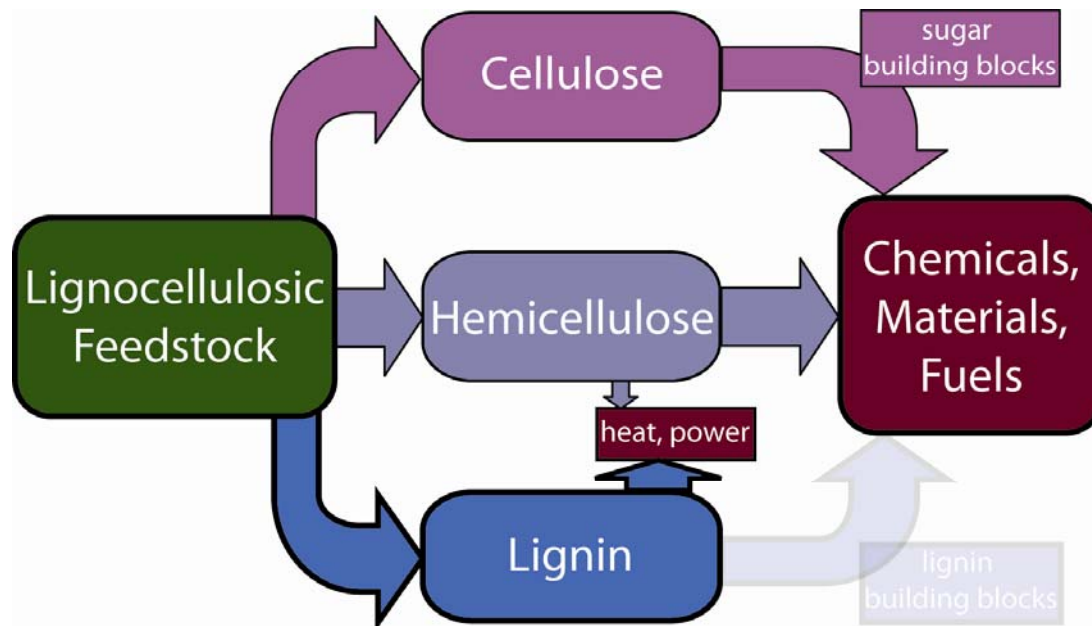 sugar
building blocks
Cellulose
Lignocellulosic
Feedstock
Hemicellulose
Chemicals,
Materials,
Fuels
heat, power
Lignin
lignin
building blocks